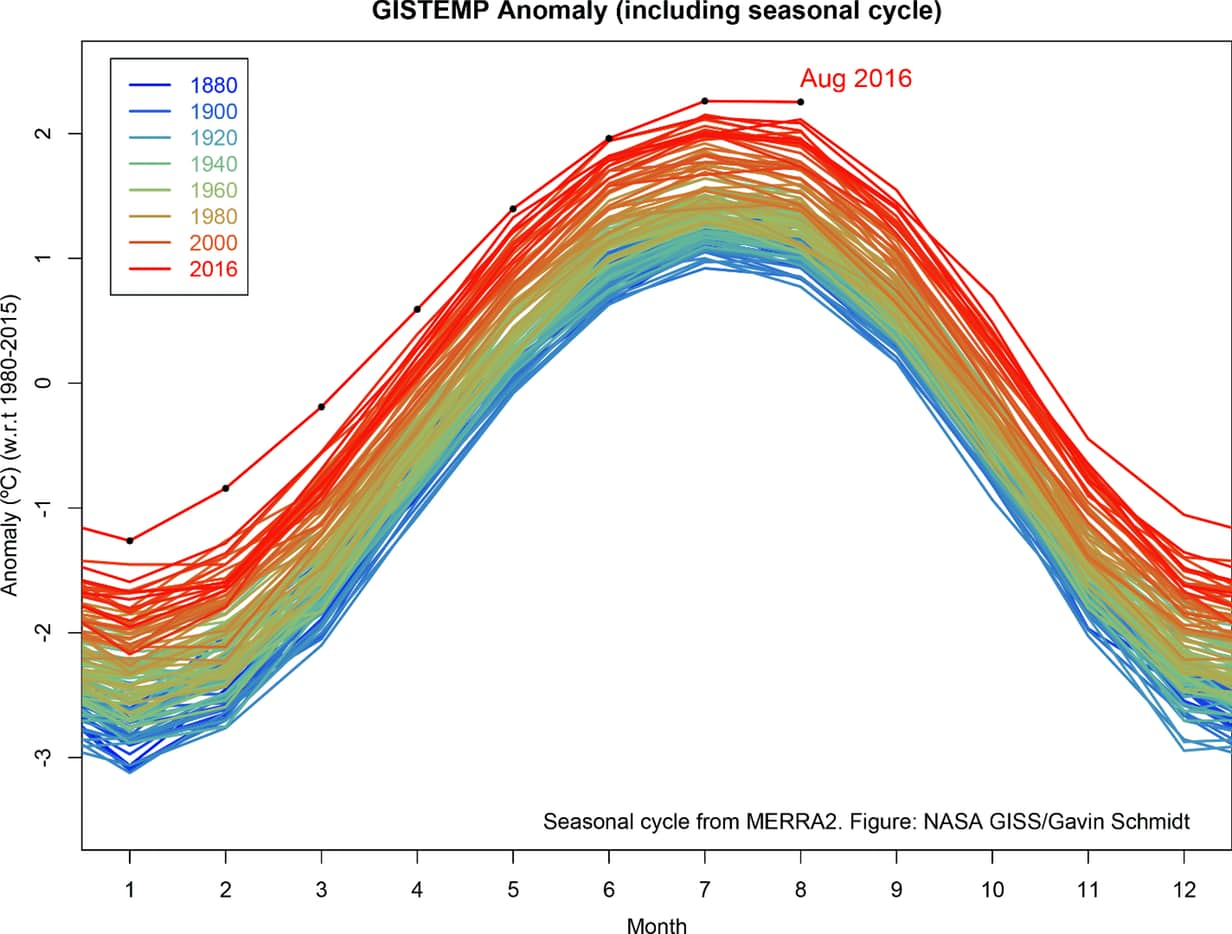 GISTEMP Anomaly (including seasonal cycle)
1880
1900
1920
1940
1960
1980
2000
2016
Aug 2016
2
1
0
-1
-2
-3
Anomaly (ºC) (w.r.t 1980-2015)
Seasonal cycle from MERRA2. Figure: NASA GISS/Gavin Schmidt
1 2 3 4 5 6 7 8 9 10 11 12
Month